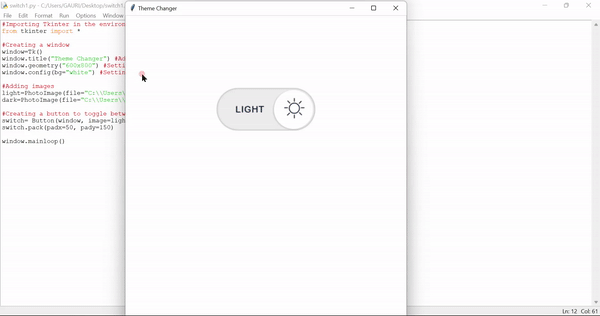 switch1.py - C:/Users/GAURI/Desktop/switch1
File Edit Format Run Options Window
#Importing Tkinter in the environ
from tkinter import *
#Creating a window
window=Tk()
window.title("Theme Changer") #Ad
window.geometry("600x600") #Setti
window.config(bg="white") #Settin
#Adding images
light=PhotoImage(file="C:\\Users\
dark=PhotoImage(file="C:\\Users\\
#Creating a button to toggle betw
switch= Button(window, image=ligh
switch.pack(padx=50, pady=150)
window.mainloop()
Theme Changer
LIGHT
Ln: 12 Col: 61